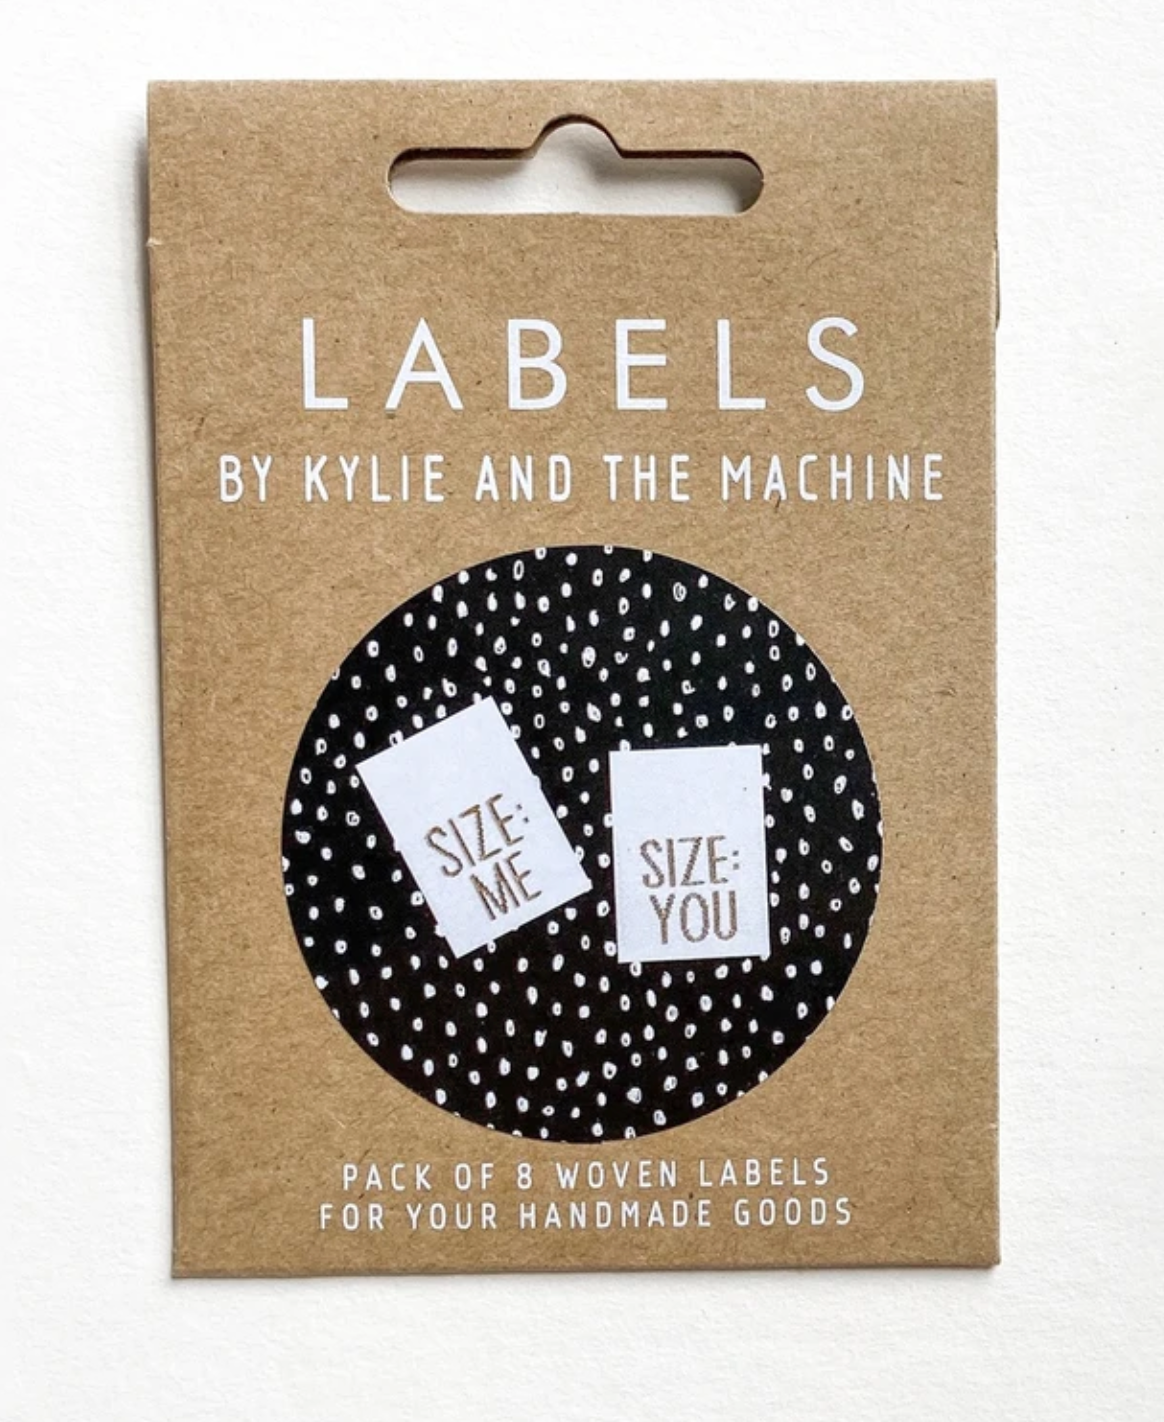 LABELS
BY KYLIE AND THE MACHINE
SIZE:
ME
SIZE:
YOU
PACK OF 8 WOVEN LABELS
FOR YOUR HANDMADE GOODS